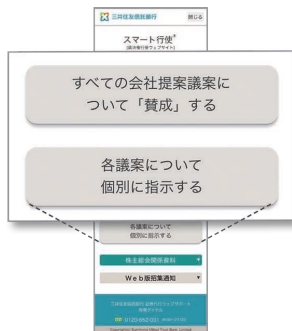 三井住友信託銀行
閉じる
スマート行使®
すべての会社提案議案に
ついて「賛成」する
各議案について
個別に指示する
各議案について
個別に指示する
株主総会関係資料
Web版招集通知